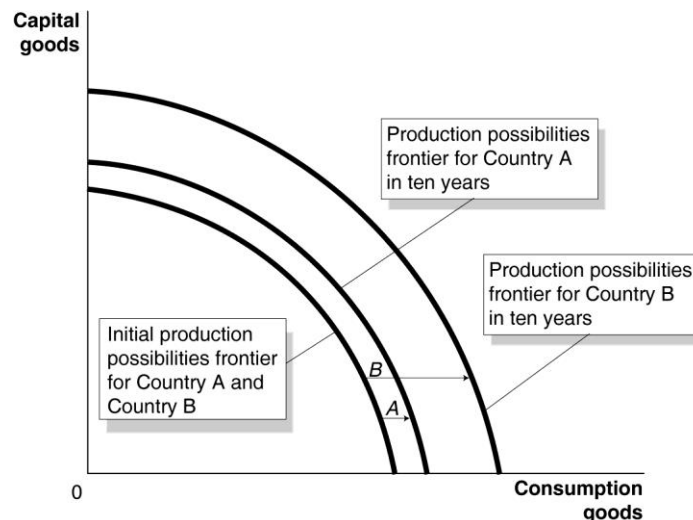 Capital
goods
Production possibilities
frontier for Country A
in ten years
Production possibilities
frontier for Country B
in ten years
Initial production
possibilities frontier
for Country A and
Country B
B
A
0
Consumption
goods